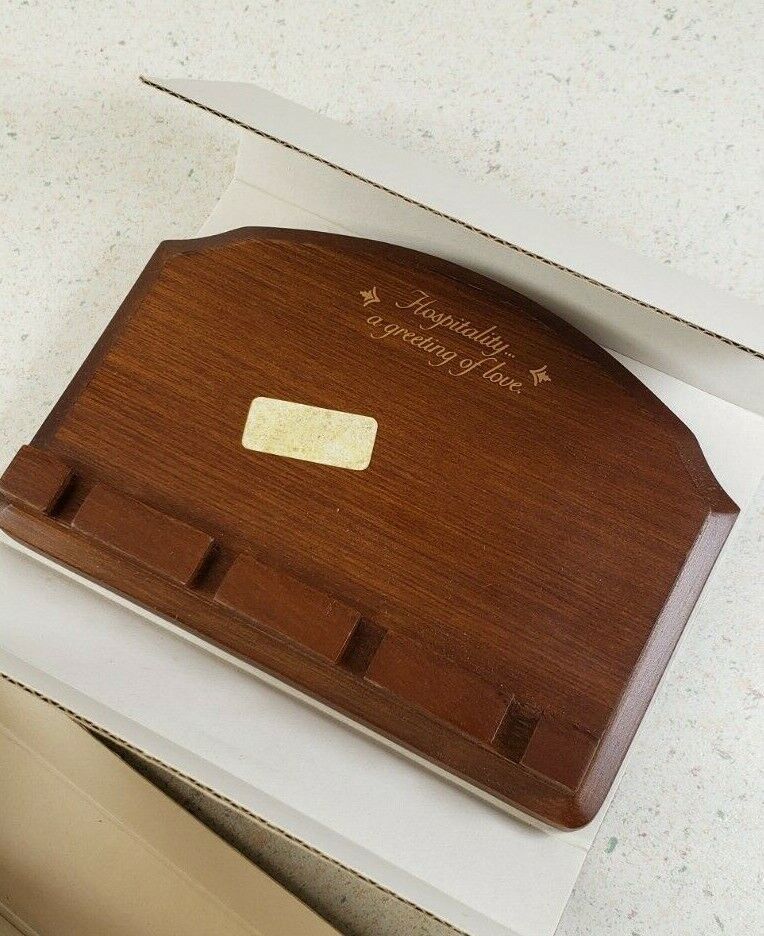 Hospitality...
a greeting of love.